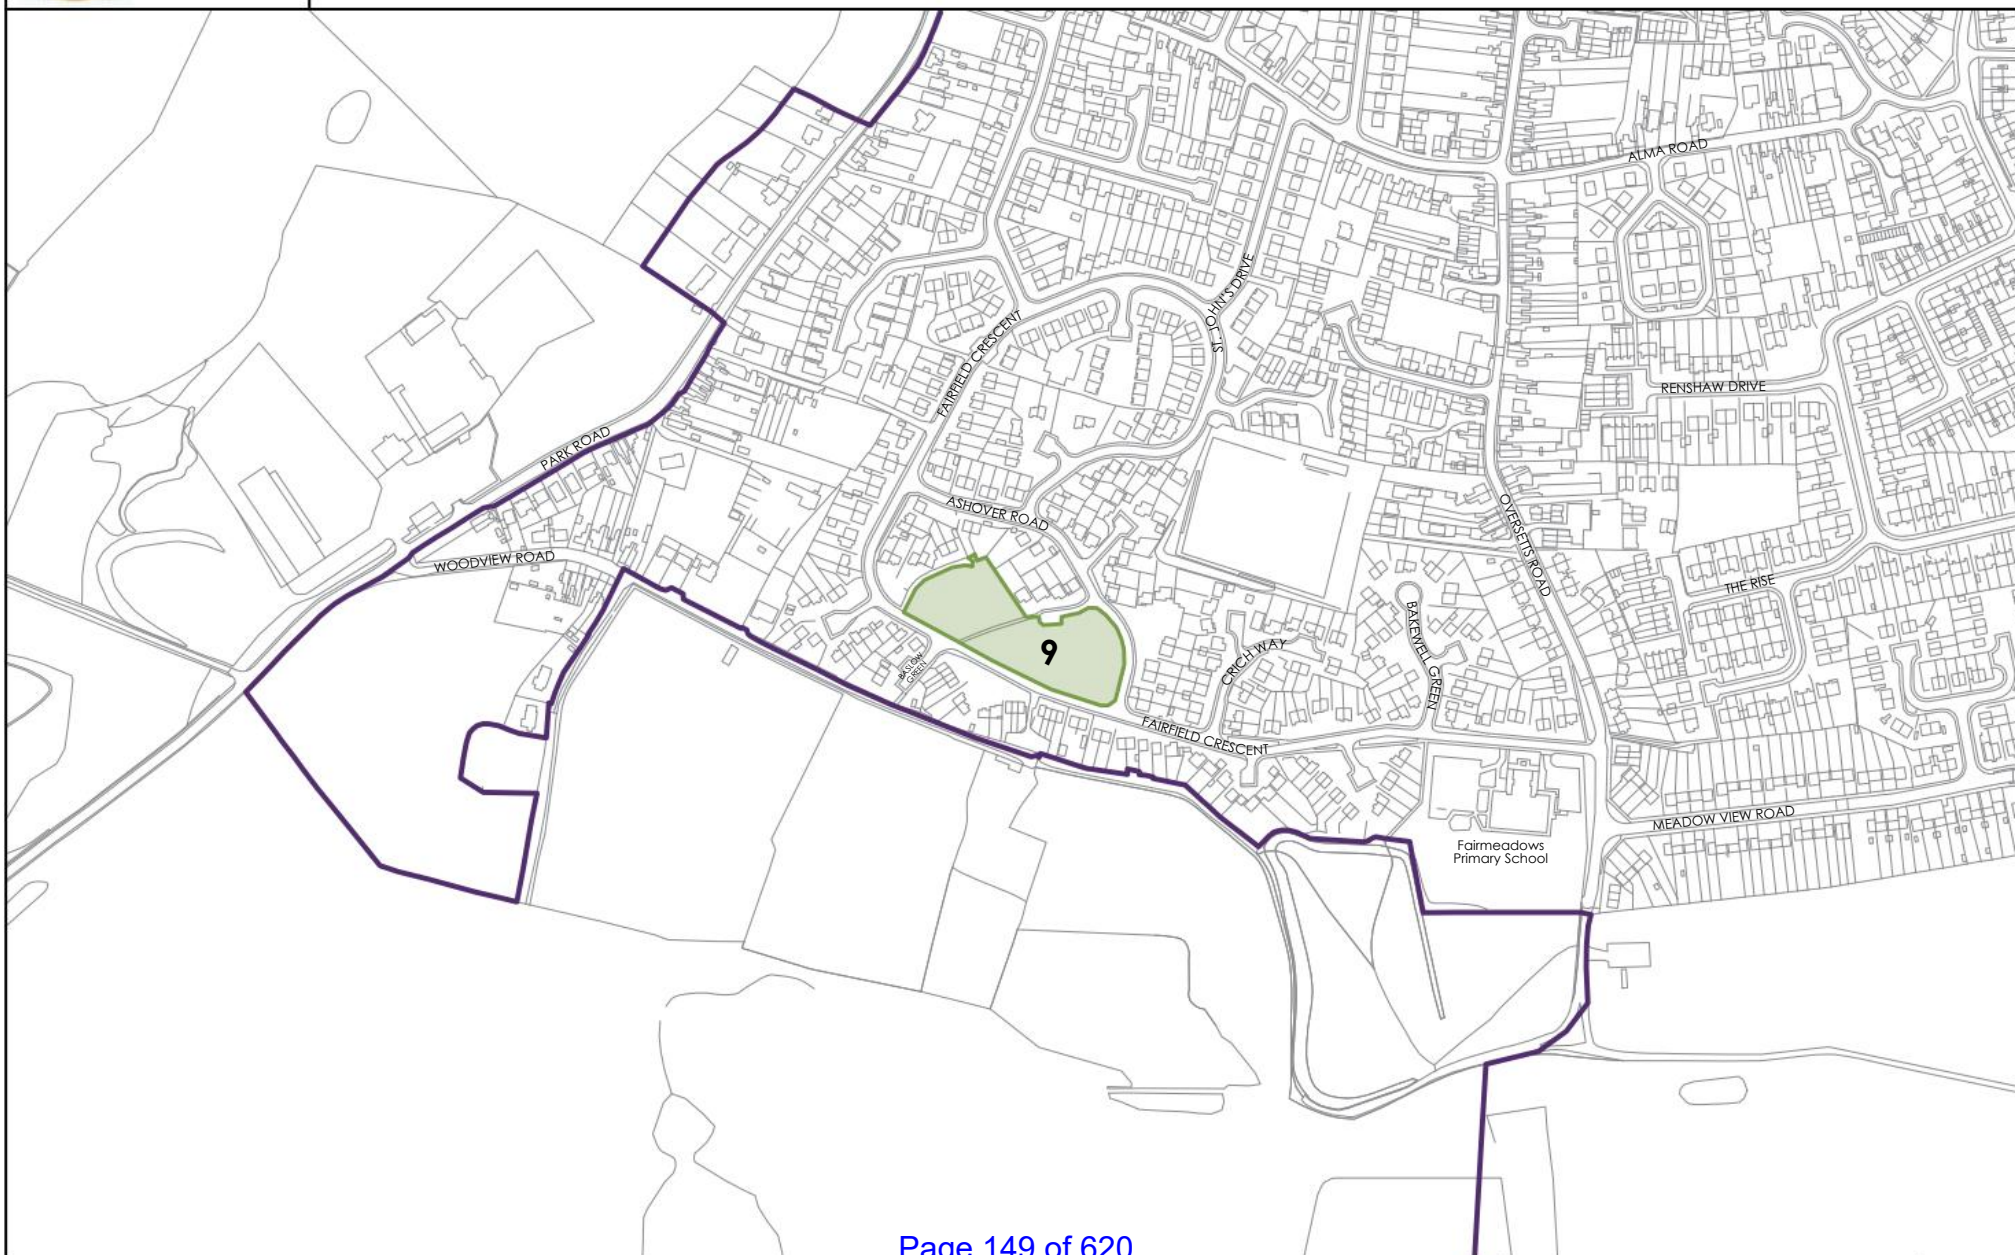 ALMA ROAD
ST. JOHN'S DRIVE
FAIRFIELD CRESCENT
RENSHAW DRIVE
PARK ROAD
ASHOVER ROAD
OVERSETTS ROAD
WOODVIEW ROAD
THE RISE
9
BASLOW
GREEN
CRICH WAY
BAKEWELL GREEN
FAIRFIELD CRESCENT
MEADOW VIEW ROAD
Fairmeadows
Primary School
Page 149 of 620